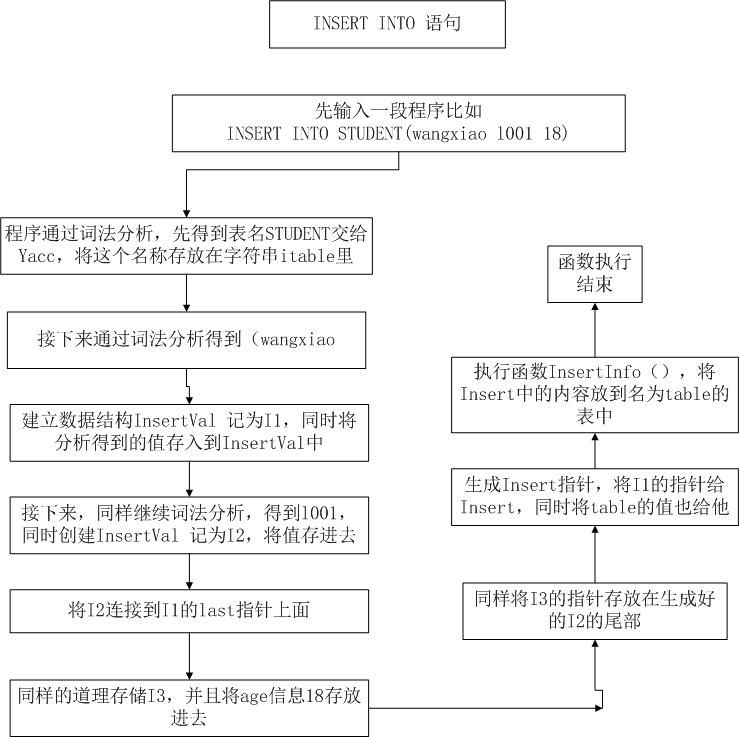 INSERT INTO 语句
先输入一段程序比如
INSERT INTO STUDENT(wangxiao l001 18)
程序通过词法分析，先得到表名STUDENT交给
Yacc，将这个名称存放在字符串itable里
接下来通过词法分析得到（wangxiao
建立数据结构InsertVal 记为I1，同时将
分析得到的值存入到InsertVal中
接下来，同样继续词法分析，得到l001，
同时创建InsertVal 记为I2，将值存进去
将I2连接到I1的last指针上面
同样的道理存储I3，并且将age信息18存放
进去
同样将I3的指针存放在生成好
的I2的尾部
生成Insert指针，将I1的指针给
Insert，同时将table的值也给他
执行函数InsertInfo（），将
Insert中的内容放到名为table的
表中
函数执行
结束